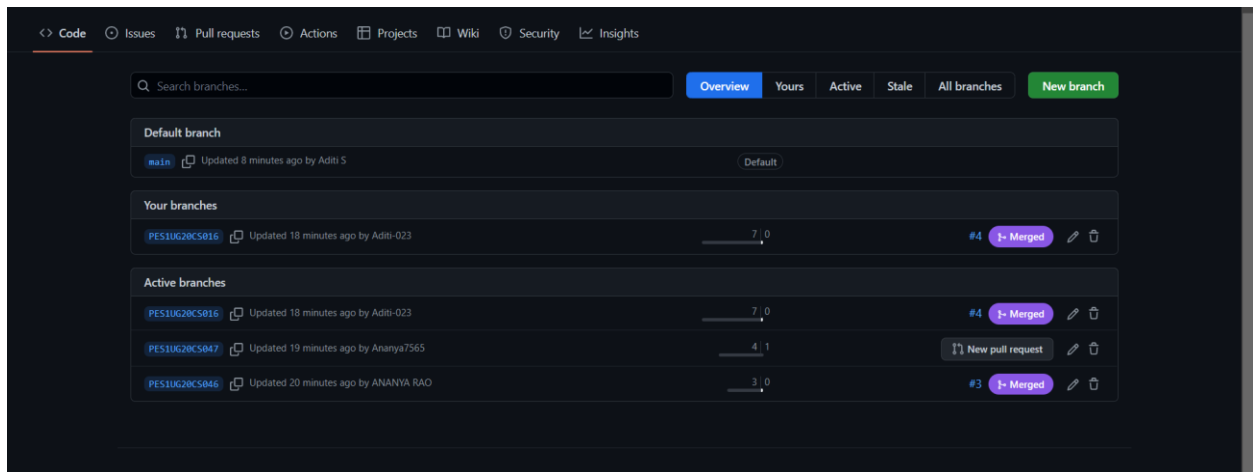 <> Code Issues Pull requests Actions Projects Wiki Security Insights
Search branches... Overview Yours Active Stale All branches New branch
Default branch
main Updated 8 minutes ago by Aditi S Default
Your branches
PES1UG20CS016 Updated 18 minutes ago by Aditi-023 7 | 0 #4 Merged
Active branches
PES1UG20CS016 Updated 18 minutes ago by Aditi-023 7 | 0 #4 Merged
PES1UG20CS047 Updated 19 minutes ago by Ananya7565 4 | 1 New pull request
PES1UG20CS046 Updated 20 minutes ago by ANANYA RAO 3 | 0 #3 Merged